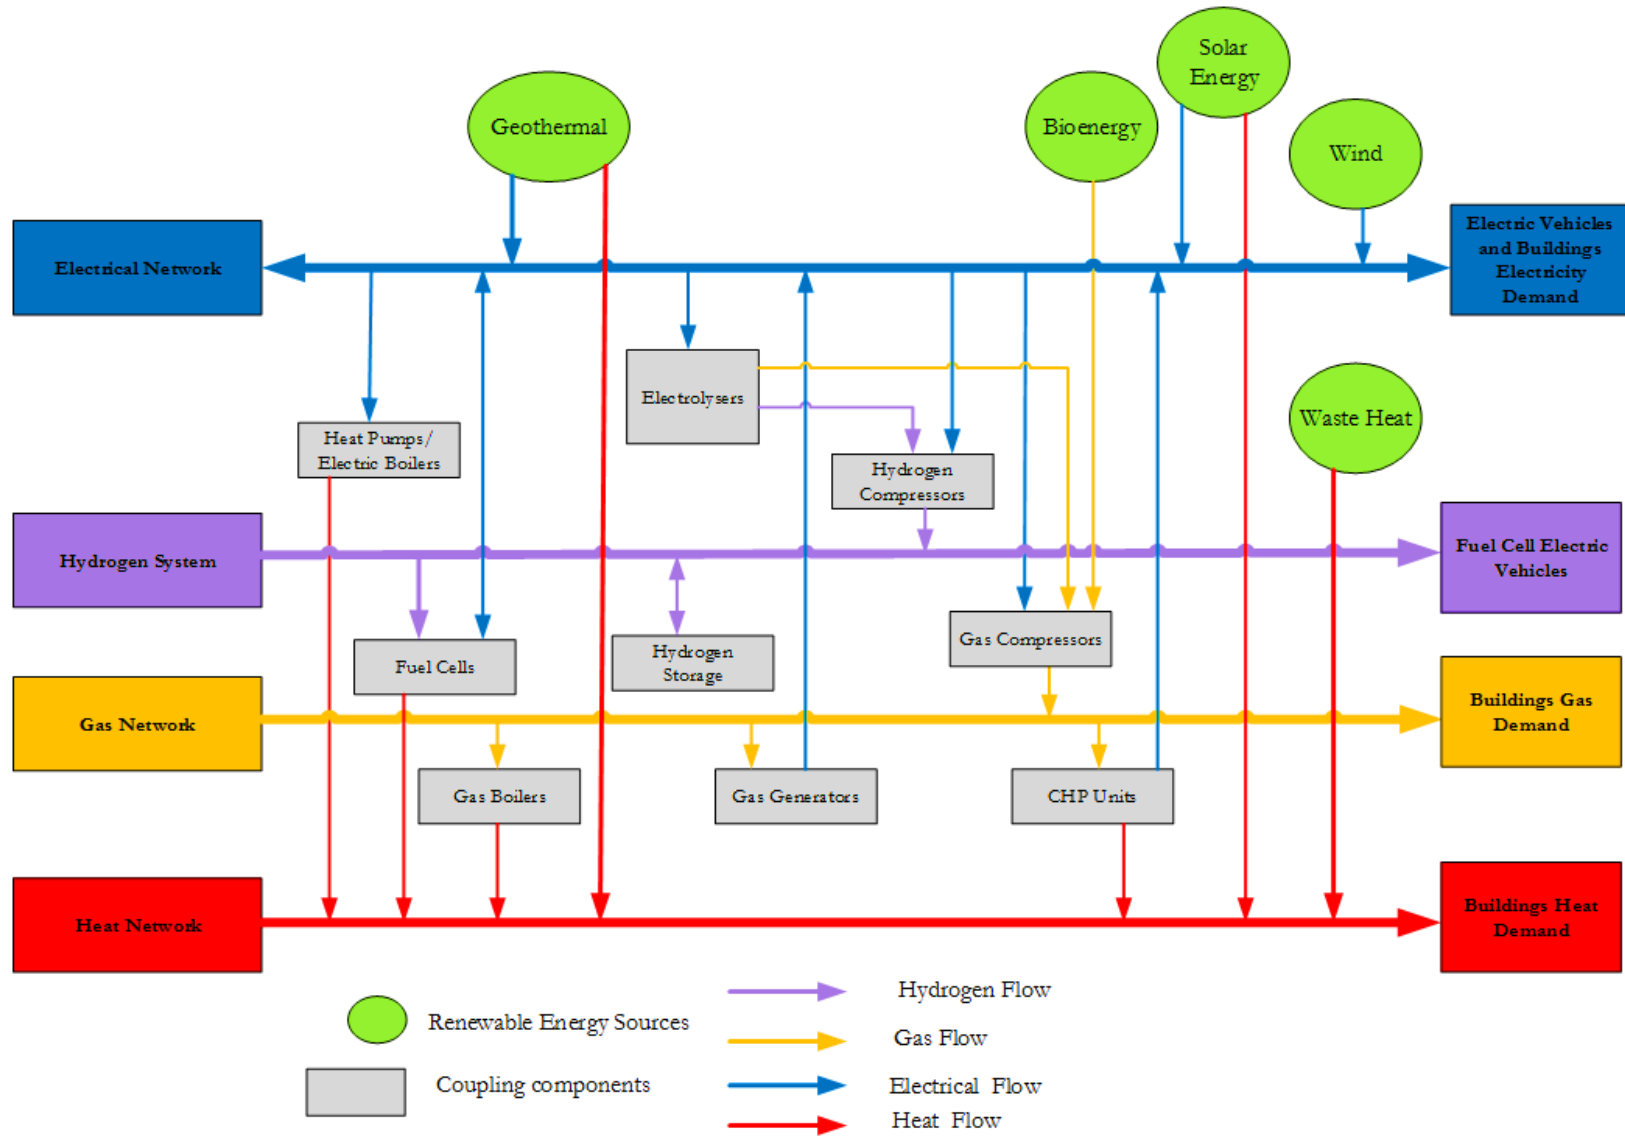 Solar
Energy
Geothermal
Bioenergy
Wind
Electrical Network
Electric Vehicles
and Buildings
Electricity
Demand
Electrolysers
Waste Heat
Heat Pumps/
Electric Boilers
Hydrogen
Compressors
Hydrogen System
Fuel Cell Electric
Vehicles
Gas Compressors
Fuel Cells
Hydrogen
Storage
Gas Network
Buildings Gas
Demand
Gas Boilers
Gas Generators
CHP Units
Heat Network
Buildings Heat
Demand
Hydrogen Flow
Renewable Energy Sources
Gas Flow
Coupling components
Electrical Flow
Heat Flow